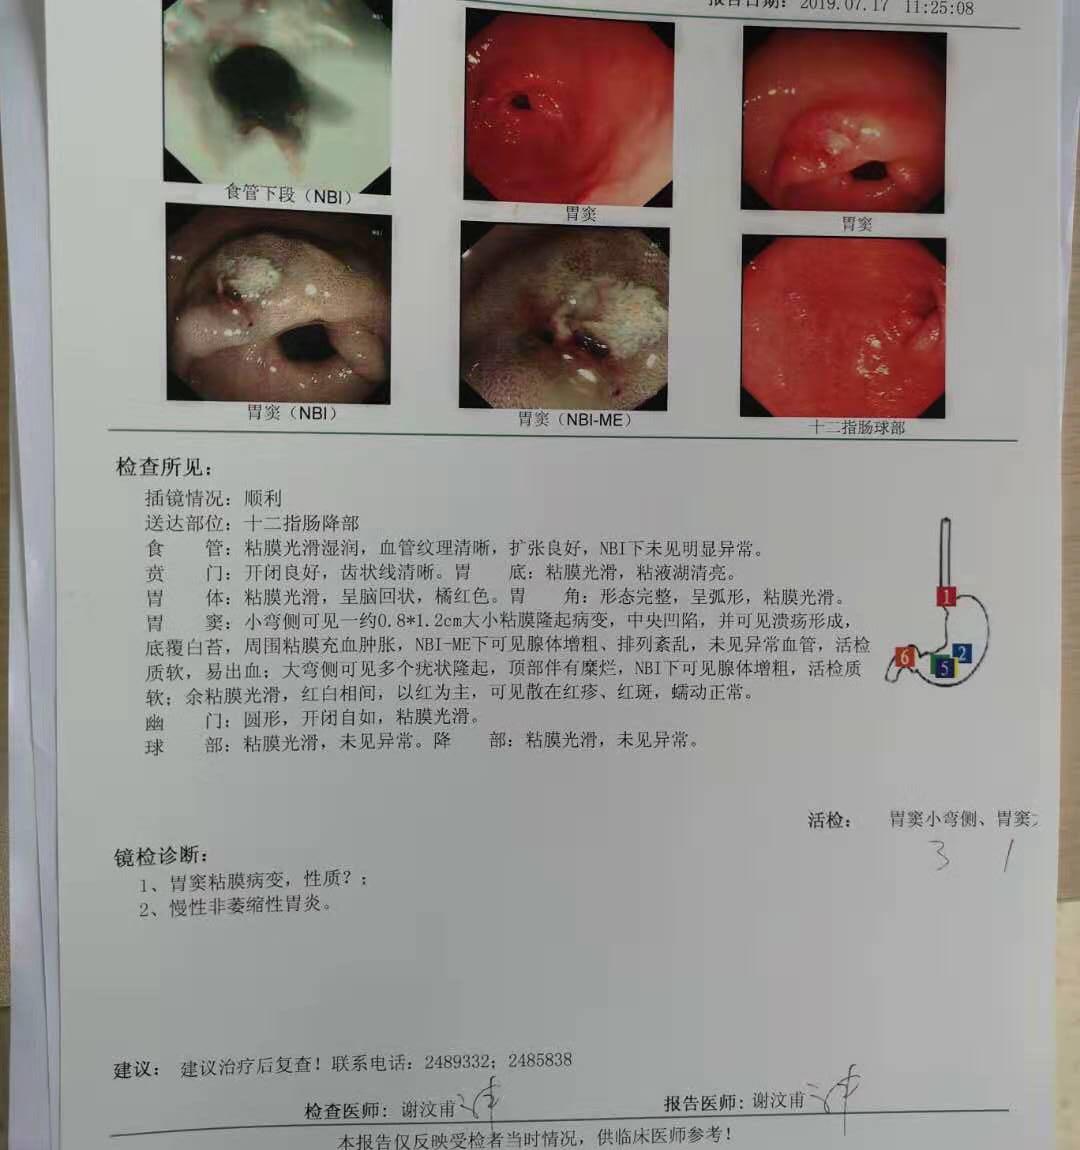 报告日期: 2019.07.17 11:25:08
食管下段（NBI）
胃窦
胃窦
胃窦（NBI）
胃窦（NBI-ME）
十二指肠球部
检查所见：
插镜情况：顺利
送达部位：十二指肠降部
食 管：粘膜光滑湿润，血管纹理清晰，扩张良好，NBI下未见明显异常。
贲 门：开闭良好，齿状线清晰。胃 底：粘膜光滑，粘液湖清亮。
胃 体：粘膜光滑，呈脑回状，橘红色。胃 角：形态完整，呈弧形，粘膜光滑。
胃 窦：小弯侧可见一约0.8*1.2cm大小粘膜隆起病变，中央凹陷，并可见溃疡形成，
底覆白苔，周围粘膜充血肿胀，NBI-ME下可见腺体增粗、排列紊乱，未见异常血管，活检
质软，易出血；大弯侧可见多个疣状隆起，顶部伴有糜烂，NBI下可见腺体增粗，活检质
软；余粘膜光滑，红白相间，以红为主，可见散在红疹、红斑，蠕动正常。
幽 门：圆形，开闭自如，粘膜光滑。
球 部：粘膜光滑，未见异常。降 部：粘膜光滑，未见异常。
1
6
2
5
活检： 胃窦小弯侧、胃窦
3 1
镜检诊断：
1、胃窦粘膜病变，性质？；
2、慢性非萎缩性胃炎。
建议： 建议治疗后复查！联系电话：2489332；2485838
检查医师: 谢汶甫
报告医师: 谢汶甫
本报告仅反映受检者当时情况，供临床医师参考！